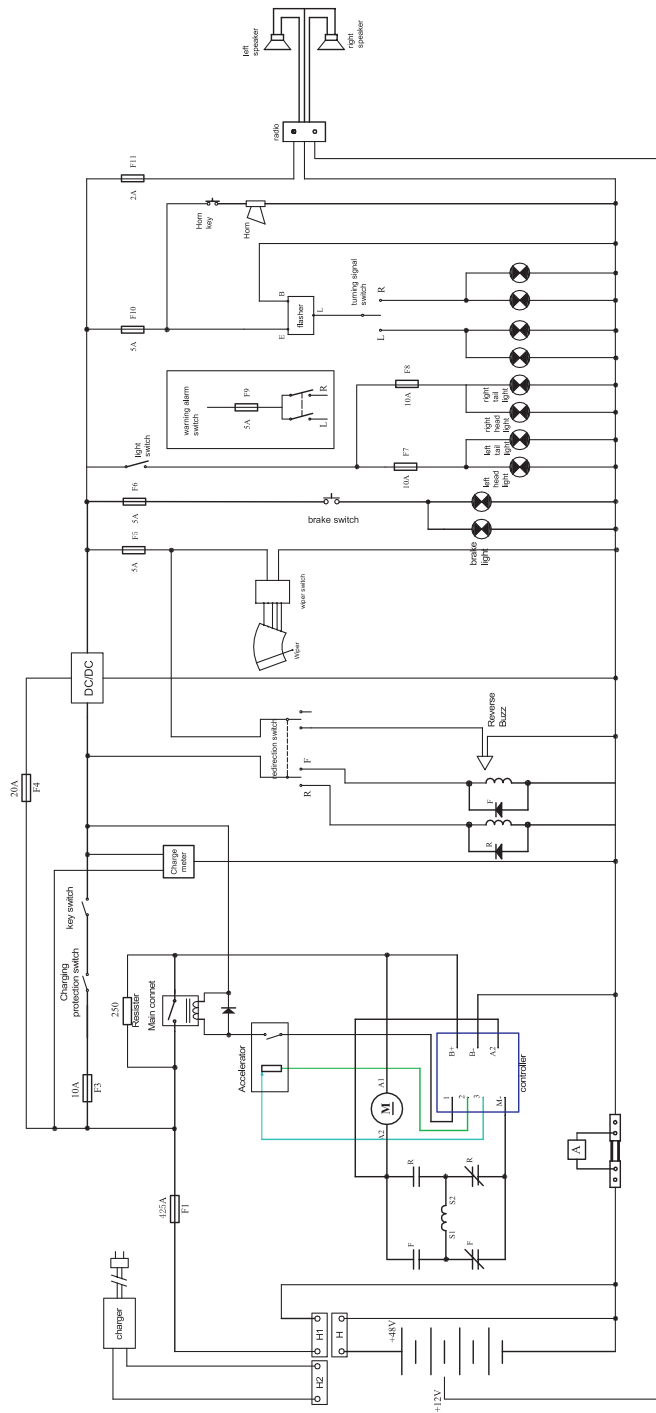 left
speaker
right
speaker
radio
F11
2A
Horn
key
Horn
F10
5A
B
E
flasher
L
turning signal
switch
R
L
warning alarm
switch
F9
5A
R
L
F8
10A
right
tail
light
right
head
light
left
tail
light
left
head
light
light
switch
F7
10A
F6
5A
brake switch
brake
light
F5
5A
wiper switch
Wiper
DC/DC
20A
F4
redirection switch
F
R
Reverse
Buzz
F
R
Charge
meter
key switch
Charging
protection switch
10A
F3
250
Resister
Main connet
Accelerator
B+
B-
A2
1
2
3
M-
controller
A1
M
A2
R
R
S2
S1
F
F
A
425A
F1
charger
H1
H
H2
+48V
+12V